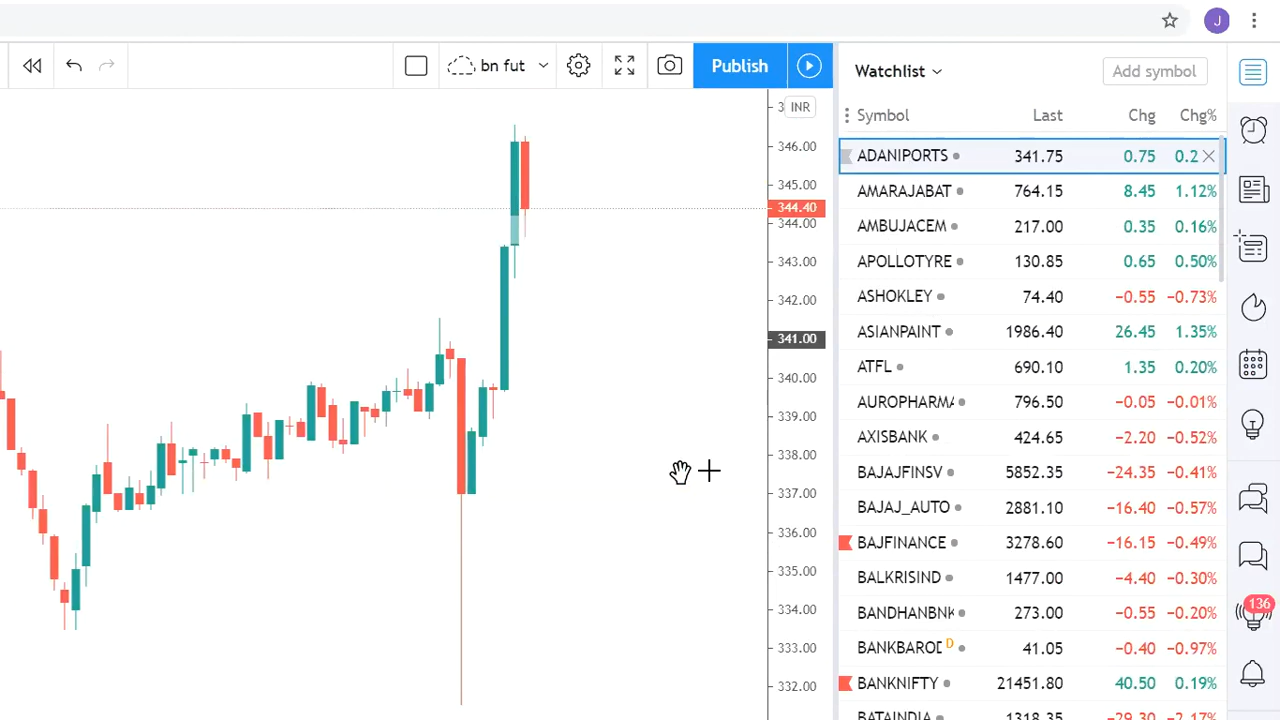 J
bn fut
Publish
Watchlist
Add symbol
INR
Symbol Last Chg Chg%
346.00
345.00
344.40
344.00
343.00
342.00
341.00
340.00
339.00
338.00
337.00
336.00
335.00
334.00
333.00
332.00
ADANIPORTS 341.75 0.75 0.2
AMARAJABAT 764.15 8.45 1.12%
AMBUJACEM 217.00 0.35 0.16%
APOLLOTYRE 130.85 0.65 0.50%
ASHOKLEY 74.40 −0.55 −0.73%
ASIANPAINT 1986.40 26.45 1.35%
ATFL 690.10 1.35 0.20%
AUROPHARMA 796.50 −0.05 −0.01%
AXISBANK 424.65 −2.20 −0.52%
BAJAJFINSV 5852.35 −24.35 −0.41%
BAJAJ_AUTO 2881.10 −16.40 −0.57%
BAJFINANCE 3278.60 −16.15 −0.49%
BALKRISIND 1477.00 −4.40 −0.30%
BANDHANBNK 273.00 −0.55 −0.20%
BANKBAROD D 41.05 −0.40 −0.97%
BANKNIFTY 21451.80 40.50 0.19%
BATAINDIA 1318.35 −29.30 −2.17%
136